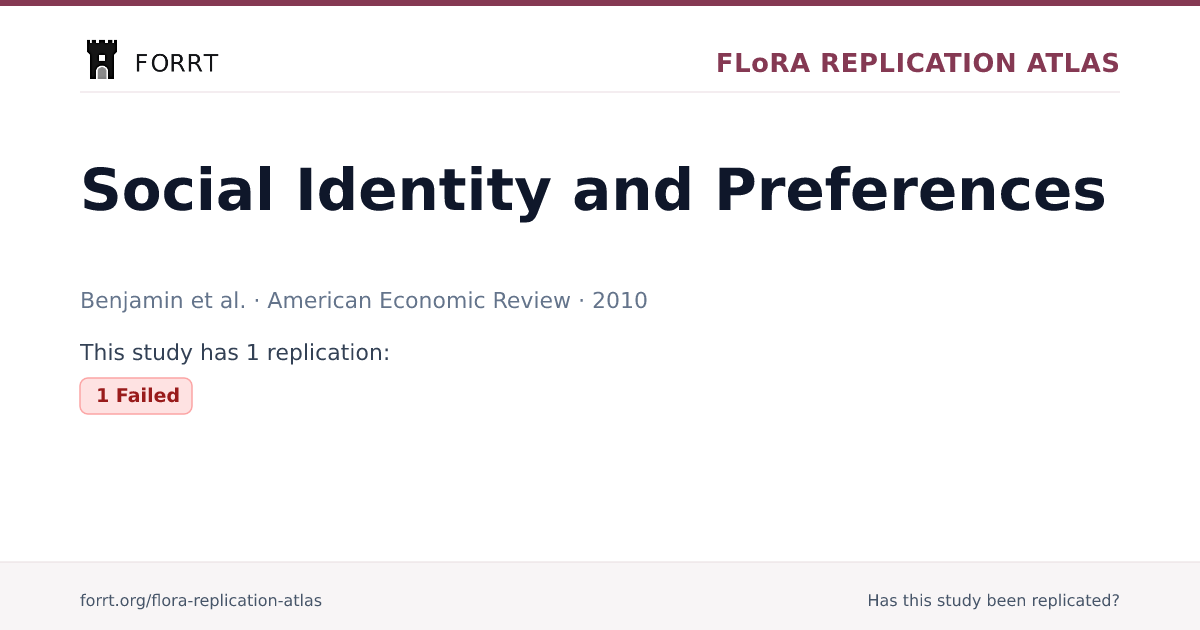 FORRT
FLoRA REPLICATION ATLAS
Social Identity and Preferences
Benjamin et al. · American Economic Review · 2010
This study has 1 replication:
1 Failed
forrt.org/flora-replication-atlas
Has this study been replicated?